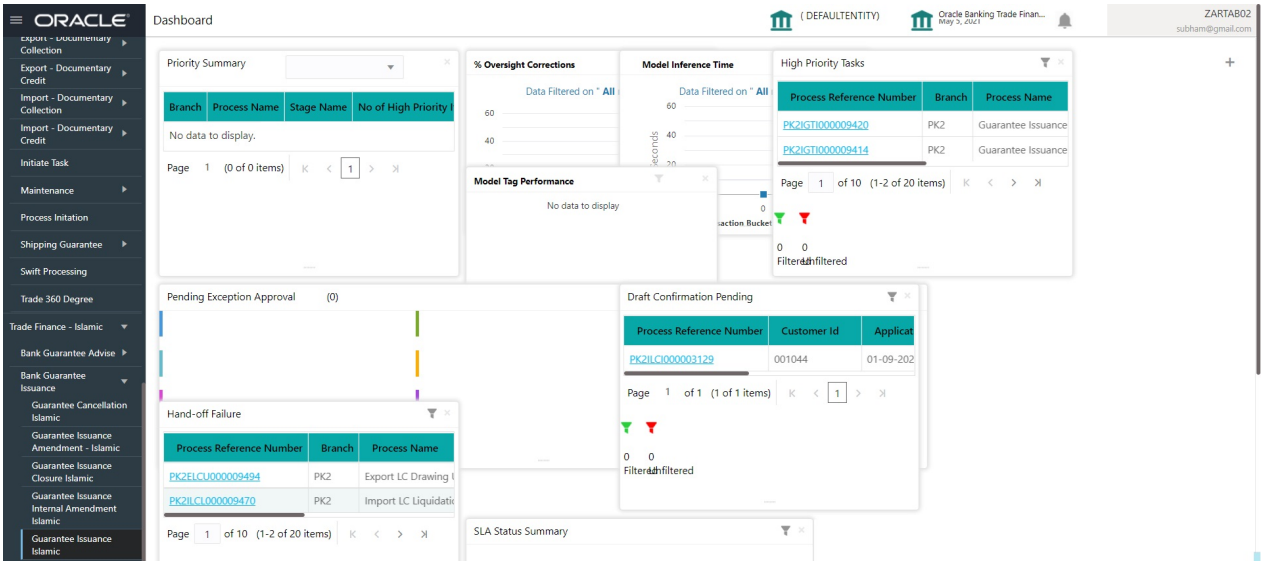 ORACLE
Dashboard
( DEFAULTENTITY)
Oracle Banking Trade Finan...
May 5, 2021
ZARTAB02
subham@gmail.com
Export - Documentary
Collection
Export - Documentary
Credit
Import - Documentary
Collection
Import - Documentary
Credit
Initiate Task
Maintenance
Process Initation
Shipping Guarantee
Swift Processing
Trade 360 Degree
Trade Finance - Islamic
Bank Guarantee Advise
Bank Guarantee
Issuance
Guarantee Cancellation
Islamic
Guarantee Issuance
Amendment - Islamic
Guarantee Issuance
Closure Islamic
Guarantee Issuance
Internal Amendment
Islamic
Guarantee Issuance
Islamic
Priority Summary
Branch Process Name Stage Name No of High Priority I
No data to display.
Page 1 (0 of 0 items) 1
% Oversight Corrections
Data Filtered on " All
60
40
Model Inference Time
Data Filtered on " All
60
40
20
Seconds
0
saction Bucket
Model Tag Performance
No data to display
High Priority Tasks
Process Reference Number Branch Process Name
PK2IGTI000009420 PK2 Guarantee Issuance
PK2IGTI000009414 PK2 Guarantee Issuance
Page 1 of 10 (1-2 of 20 items)
0 0
Filtered Unfiltered
Pending Exception Approval (0)
Draft Confirmation Pending
Process Reference Number Customer Id Applicat
PK2ILCI000003129 001044 01-09-202
Page 1 of 1 (1 of 1 items) 1
0 0
Filtered Unfiltered
Hand-off Failure
Process Reference Number Branch Process Name
PK2ELCU000009494 PK2 Export LC Drawing U
PK2ILCL000009470 PK2 Import LC Liquidatio
Page 1 of 10 (1-2 of 20 items)
SLA Status Summary